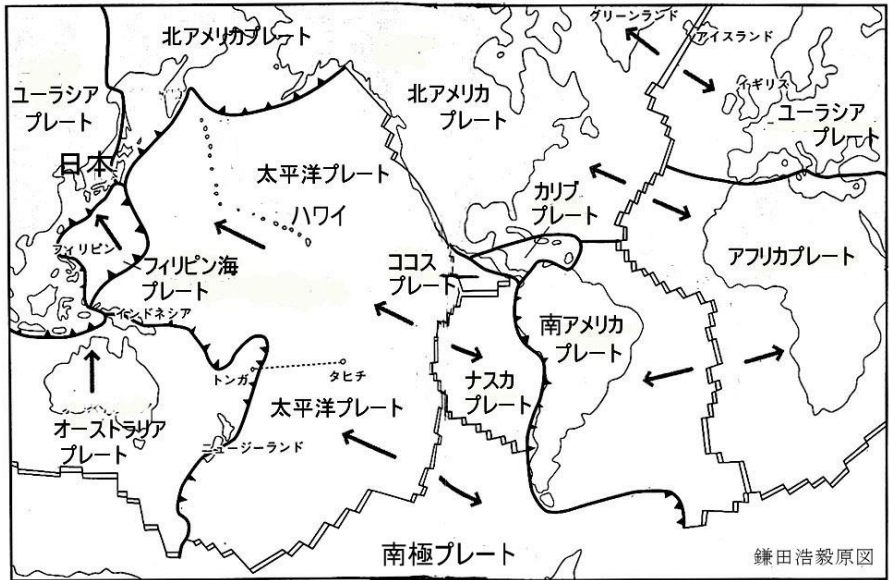 北アメリカプレート
ユーラシア
プレート
日本
フィリピン
フィリピン海
プレート
インドネシア
太平洋プレート
ハワイ
北アメリカ
プレート
グリーンランド
アイスランド
イギリス
ユーラシア
プレート
カリブ
プレート
ココス
プレート
アフリカプレート
南アメリカ
プレート
ナスカ
プレート
トンガ
タヒチ
太平洋プレート
オーストラリア
プレート
ニュージーランド
南極プレート
鎌田浩毅原図